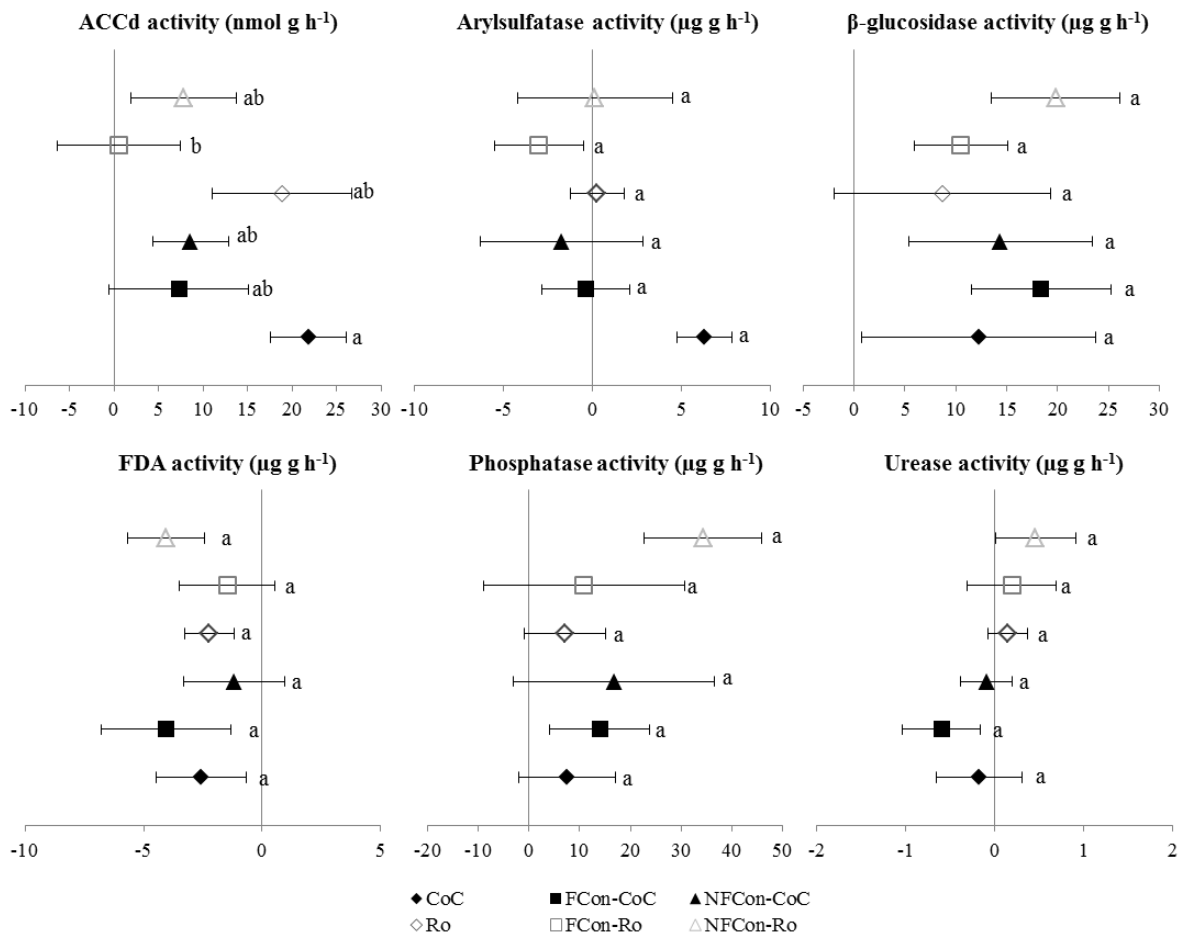 ACCd activity (nmol g h⁻¹) Arylsulfatase activity (μg g h⁻¹) β-glucosidase activity (μg g h⁻¹)
ab a a
b a a
ab a a
ab a a
ab a a
a a a
-10 -5 0 5 10 15 20 25 30 -10 -5 0 5 10 -5 0 5 10 15 20 25 30
FDA activity (μg g h⁻¹) Phosphatase activity (μg g h⁻¹) Urease activity (μg g h⁻¹)
a a a
a a a
a a a
a a a
a a a
a a a
-10 -5 0 5 -20 -10 0 10 20 30 40 50 -2 -1 0 1 2
CoC FCon-CoC NFCon-CoC
Ro FCon-Ro NFCon-Ro